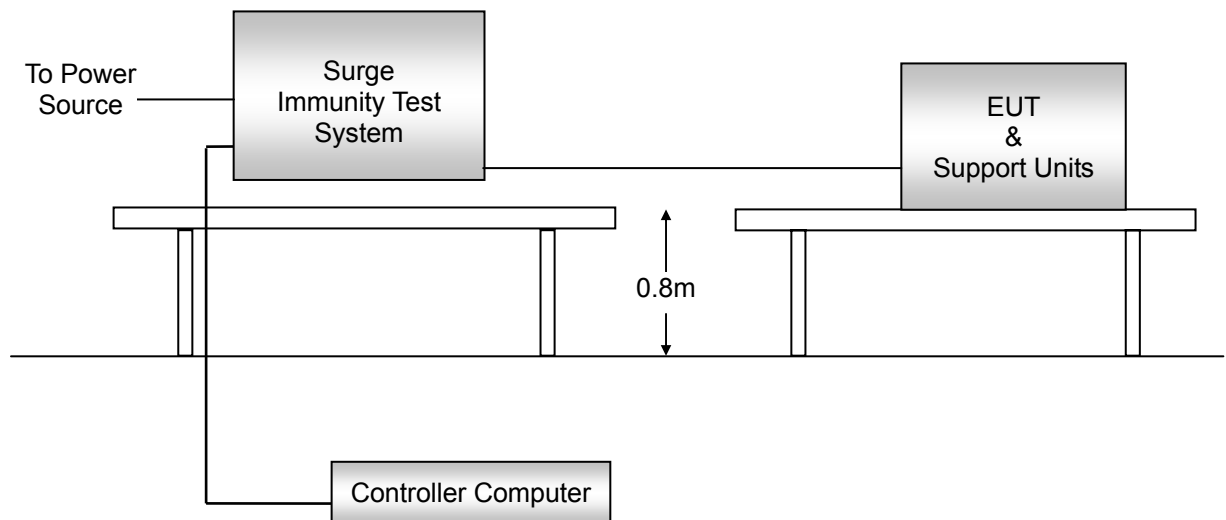 To Power
Source
Surge
Immunity Test
System
EUT
&
Support Units
0.8m
Controller Computer